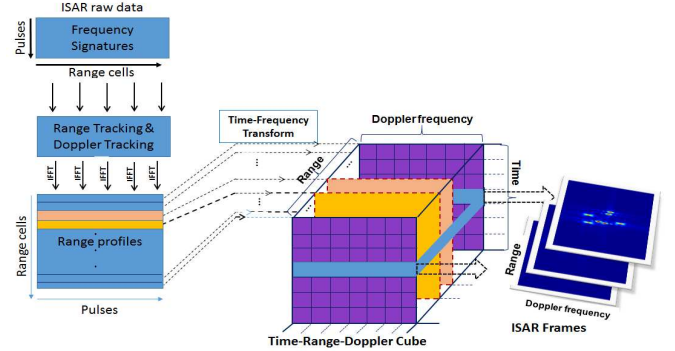 ISAR raw data
Pulses
Frequency
Signatures
Range cells
Range Tracking &
Doppler Tracking
IFFT
IFFT
IFFT
IFFT
IFFT
Range cells
Range profiles
Pulses
Time-Frequency
Transform
Doppler frequency
Range
Time
Time-Range-Doppler Cube
Range
Doppler frequency
ISAR Frames